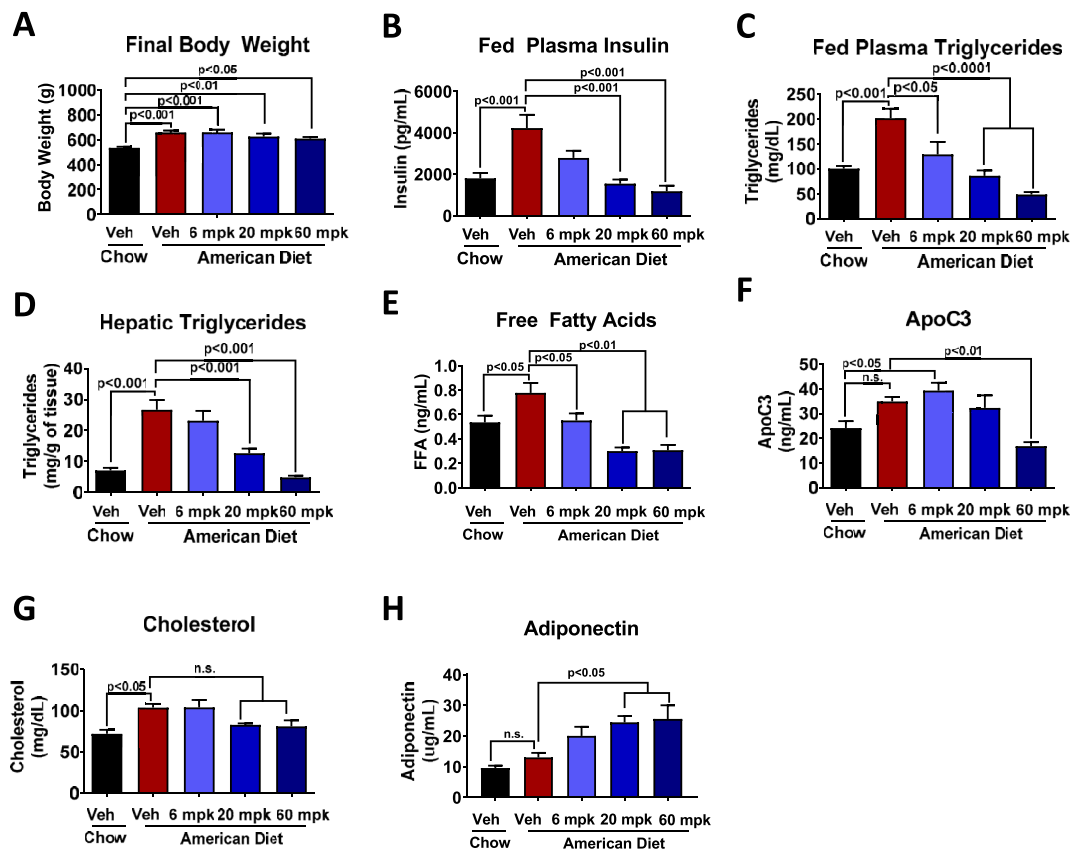 A
Final Body Weight
p<0.05
p<0.01
p<0.001
p<0.001
Body Weight (g)
1000
800
600
400
200
0
Veh Veh 6 mpk 20 mpk 60 mpk
Chow American Diet
B
Fed Plasma Insulin
p<0.001
p<0.001
p<0.001
Insulin (pg/mL)
6000
4000
2000
0
Veh Veh 6 mpk 20 mpk 60 mpk
Chow American Diet
C
Fed Plasma Triglycerides
p<0.0001
p<0.001 p<0.05
Triglycerides
(mg/dL)
250
200
150
100
50
0
Veh Veh 6 mpk 20 mpk 60 mpk
Chow American Diet
D
Hepatic Triglycerides
p<0.001
p<0.001
p<0.001
Triglycerides
(mg/g of tissue)
40
30
20
10
0
Veh Veh 6 mpk 20 mpk 60 mpk
Chow American Diet
E
Free Fatty Acids
p<0.01
p<0.05 p<0.05
FFA (ng/mL)
1.0
0.8
0.6
0.4
0.2
0.0
Veh Veh 6 mpk 20 mpk 60 mpk
Chow American Diet
F
ApoC3
p<0.05 p<0.01
n.s.
ApoC3
(ng/mL)
50
40
30
20
10
0
Veh Veh 6 mpk 20 mpk 60 mpk
Chow American Diet
G
Cholesterol
n.s.
p<0.05
Cholesterol
(mg/dL)
150
100
50
0
Veh Veh 6 mpk 20 mpk 60 mpk
Chow American Diet
H
Adiponectin
p<0.05
n.s.
Adiponectin
(ug/mL)
40
30
20
10
0
Veh Veh 6 mpk 20 mpk 60 mpk
Chow American Diet